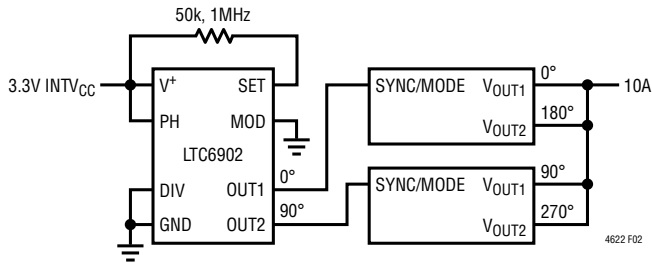 50k, 1MHz
3.3V INTVCC
V+ SET
PH MOD
LTC6902
DIV OUT1 0°
GND OUT2 90°
SYNC/MODE VOUT1 0° 10A
VOUT2 180°
SYNC/MODE VOUT1 90°
VOUT2 270°
4622 F02